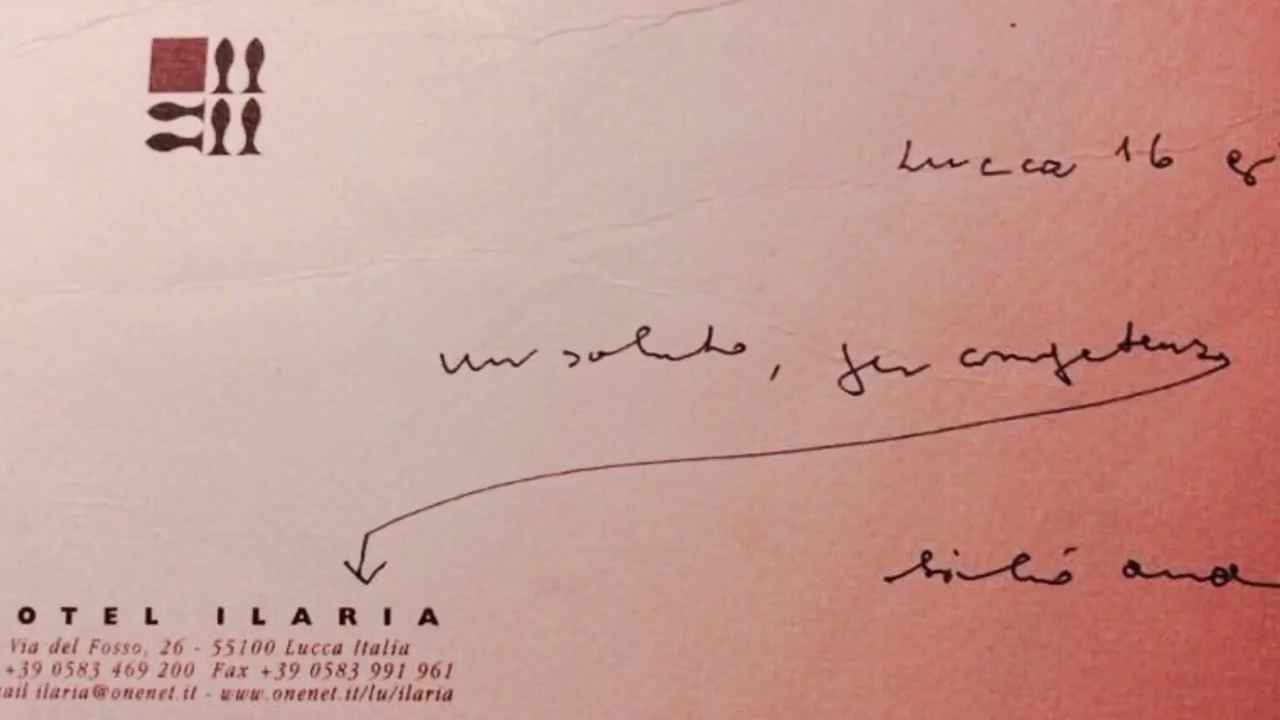 Lucca 16
un saluto, per competenza
OTEL ILARIA
Via del Fosso, 26 - 55100 Lucca Italia
+39 0583 469 200 Fax +39 0583 991 961
ail ilaria@onenet.it - www.onenet.it/lu/ilaria